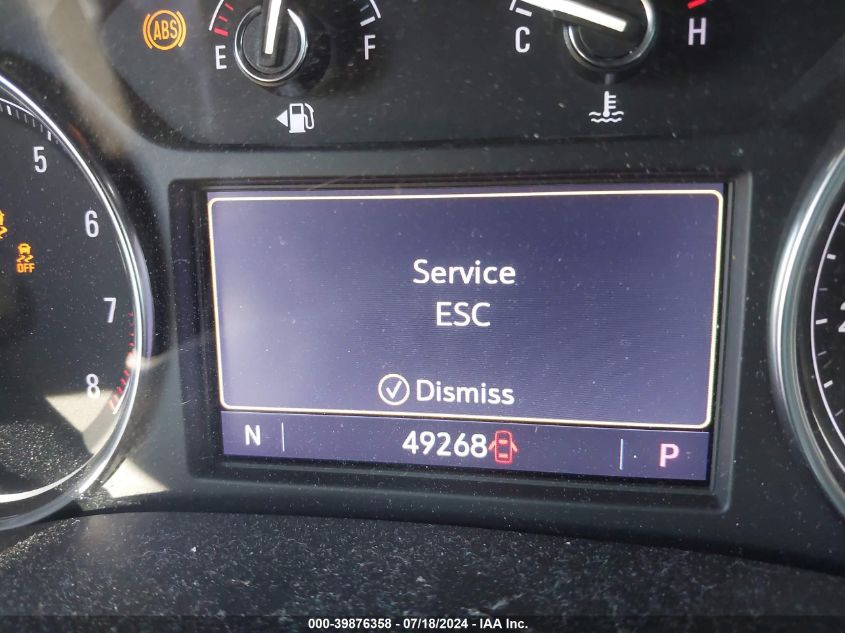 ABS
E F
C H
5
6
OFF
7
8
Service
ESC
Dismiss
N 49268 P
000-39876358 - 07/18/2024 - IAA Inc.